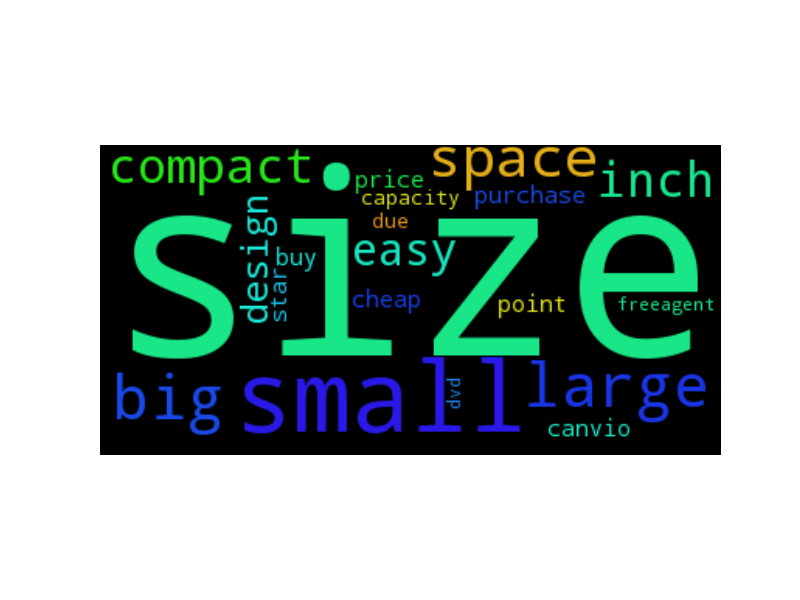 compact
space
inch
price
capacity
purchase
due
design
star
buy
easy
size
cheap
point
freeagent
big
small
dvd
large
canvio